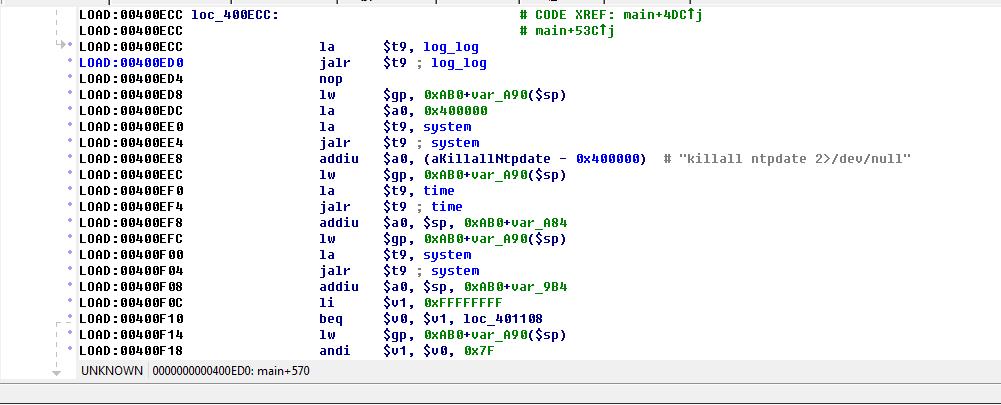 LOAD:00400ECC loc_400ECC: # CODE XREF: main+4DC↑j
LOAD:00400ECC # main+53C↑j
LOAD:00400ECC la $t9, log_log
LOAD:00400ED0 jalr $t9 ; log_log
LOAD:00400ED4 nop
LOAD:00400ED8 lw $gp, 0xAB0+var_A90($sp)
LOAD:00400EDC la $a0, 0x400000
LOAD:00400EE0 la $t9, system
LOAD:00400EE4 jalr $t9 ; system
LOAD:00400EE8 addiu $a0, (aKillallNtpdate - 0x400000) # "killall ntpdate 2>/dev/null"
LOAD:00400EEC lw $gp, 0xAB0+var_A90($sp)
LOAD:00400EF0 la $t9, time
LOAD:00400EF4 jalr $t9 ; time
LOAD:00400EF8 addiu $a0, $sp, 0xAB0+var_A84
LOAD:00400EFC lw $gp, 0xAB0+var_A90($sp)
LOAD:00400F00 la $t9, system
LOAD:00400F04 jalr $t9 ; system
LOAD:00400F08 addiu $a0, $sp, 0xAB0+var_9B4
LOAD:00400F0C li $v1, 0xFFFFFFFF
LOAD:00400F10 beq $v0, $v1, loc_401108
LOAD:00400F14 lw $gp, 0xAB0+var_A90($sp)
LOAD:00400F18 andi $v1, $v0, 0x7F
UNKNOWN 0000000000400ED0: main+570